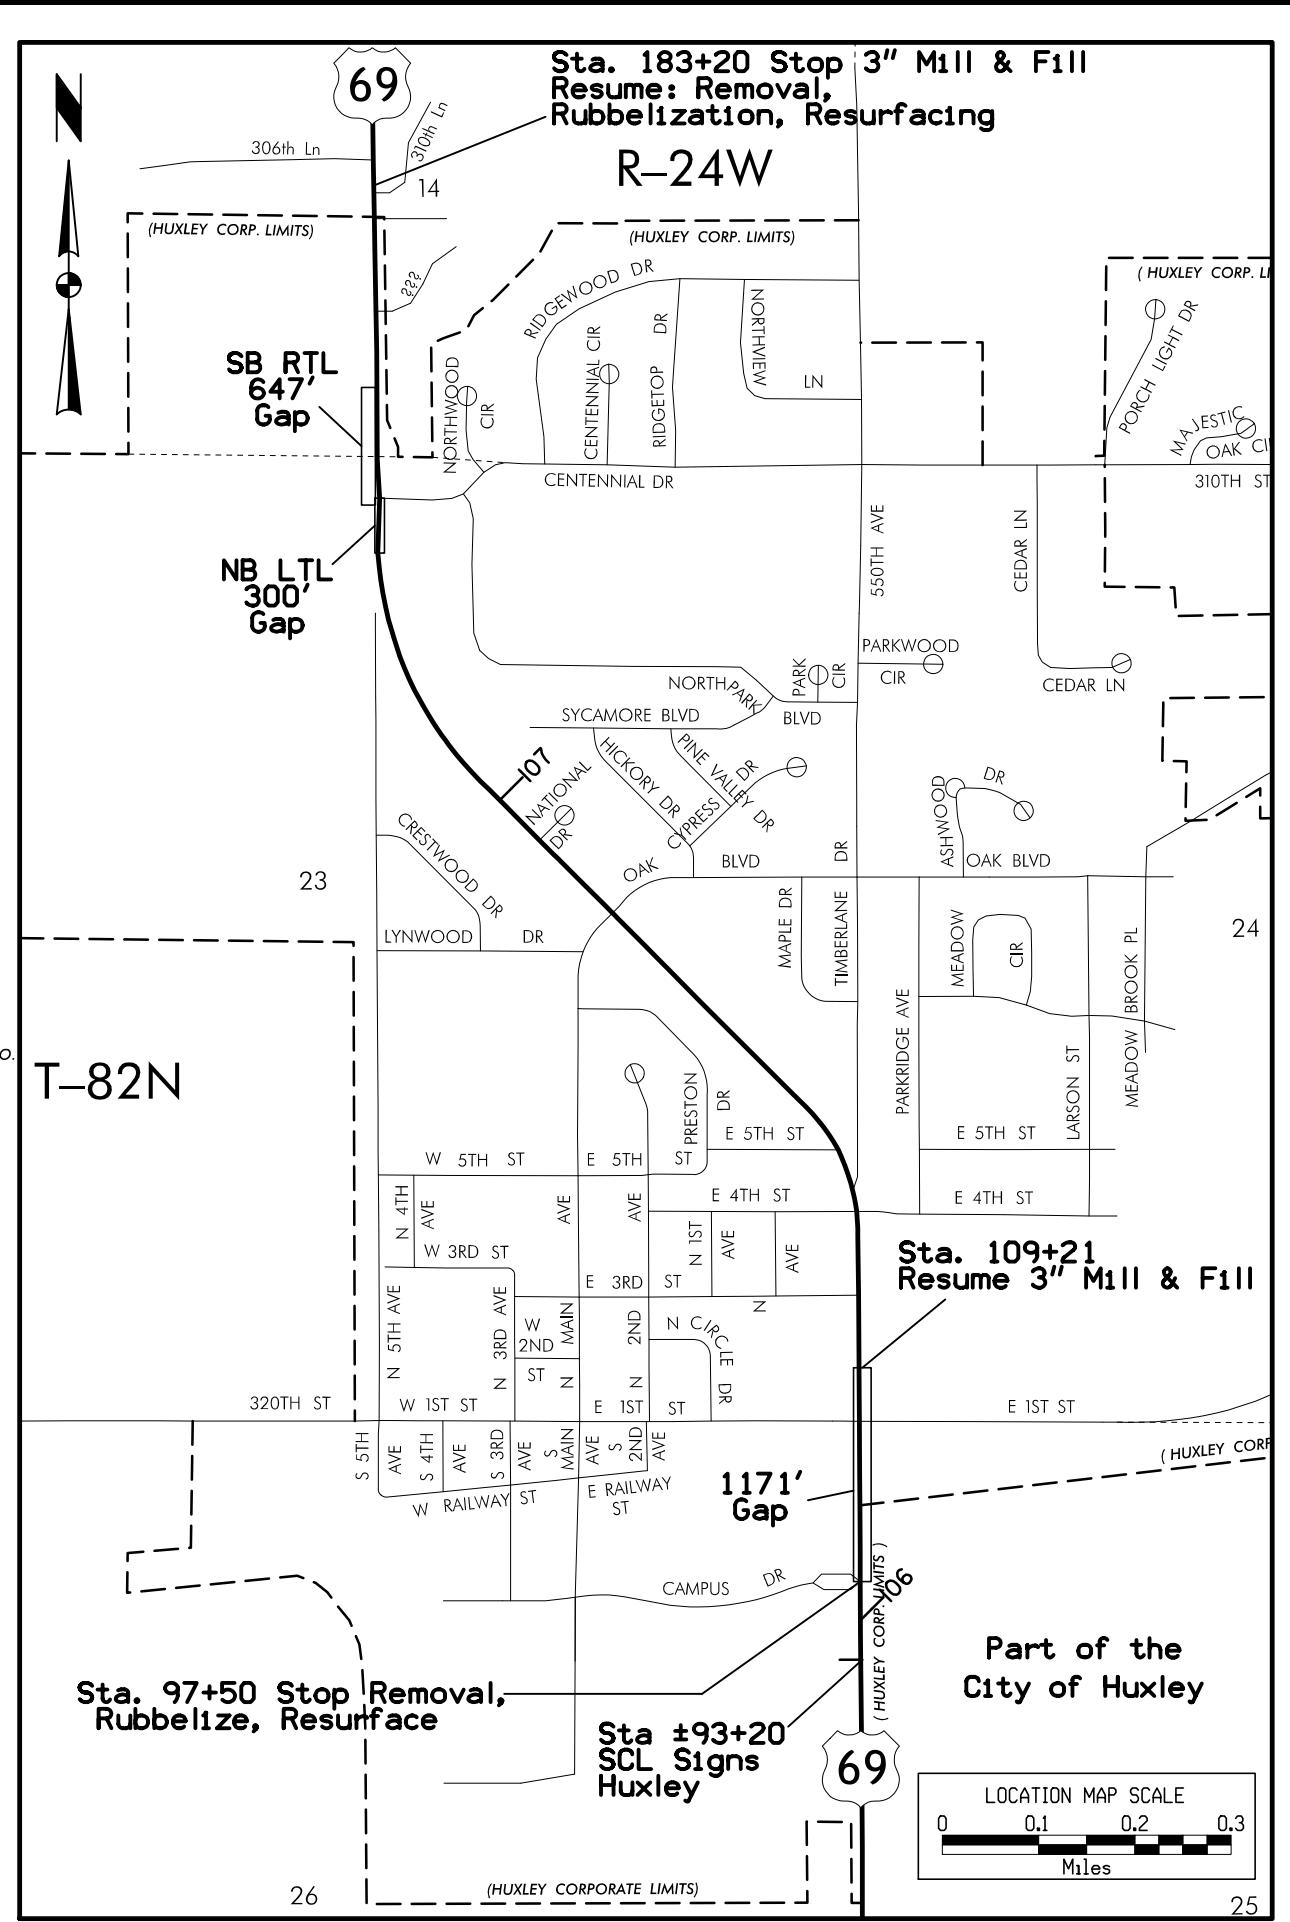 Sta. 183+20 Stop 3" Mill & Fill
Resume: Removal,
Rubbelization, Resurfacing
69
N
306th Ln
310th Ln
14
R–24W
(HUXLEY CORP. LIMITS)
(HUXLEY CORP. LIMITS)
( HUXLEY CORP. LI
???
RIDGEWOOD DR
CENTENNIAL CIR
RIDGETOP DR
NORTHVIEW
LN
PORCH LIGHT DR
MAJESTIC
OAK CI
SB RTL
647'
Gap
NORTHWOOD
CIR
CENTENNIAL DR
310TH ST
550TH AVE
CEDAR LN
NB LTL
300'
Gap
PARKWOOD
CIR
CEDAR LN
NORTH PARK
BLVD
PARK
CIR
SYCAMORE BLVD
107
NATIONAL
DR
HICKORY DR
PINE VALLEY DR
CYPRESS DR
ASHWOOD
DR
CRESTWOOD DR
OAK
BLVD
OAK BLVD
23
24
LYNWOOD DR
MAPLE DR
TIMBERLANE DR
MEADOW
CIR
MEADOW BROOK PL
PARKRIDGE AVE
LARSON ST
O.
T–82N
PRESTON
DR
E 5TH ST
E 5TH ST
W 5TH ST
E 5TH ST
E 4TH ST
E 4TH ST
N 4TH
AVE
AVE
AVE
N 1ST
AVE
AVE
N
W 3RD ST
E 3RD ST
Sta. 109+21
Resume 3" Mill & Fill
N 5TH AVE
N 3RD AVE
W
2ND
ST
N MAIN
N 2ND
N CIRCLE DR
320TH ST
W 1ST ST
E 1ST ST
E 1ST ST
S 5TH
AVE
S 4TH
AVE
S 3RD
AVE
S
MAIN
AVE
S
2ND
AVE
( HUXLEY CORP
W RAILWAY ST
E RAILWAY
ST
1171'
Gap
CAMPUS DR
( HUXLEY CORP. LIMITS )
106
Part of the
City of Huxley
Sta. 97+50 Stop Removal,
Rubbelize, Resurface
Sta ±93+20
SCL Signs
Huxley
69
LOCATION MAP SCALE
0 0.1 0.2 0.3
Miles
26
(HUXLEY CORPORATE LIMITS)
25